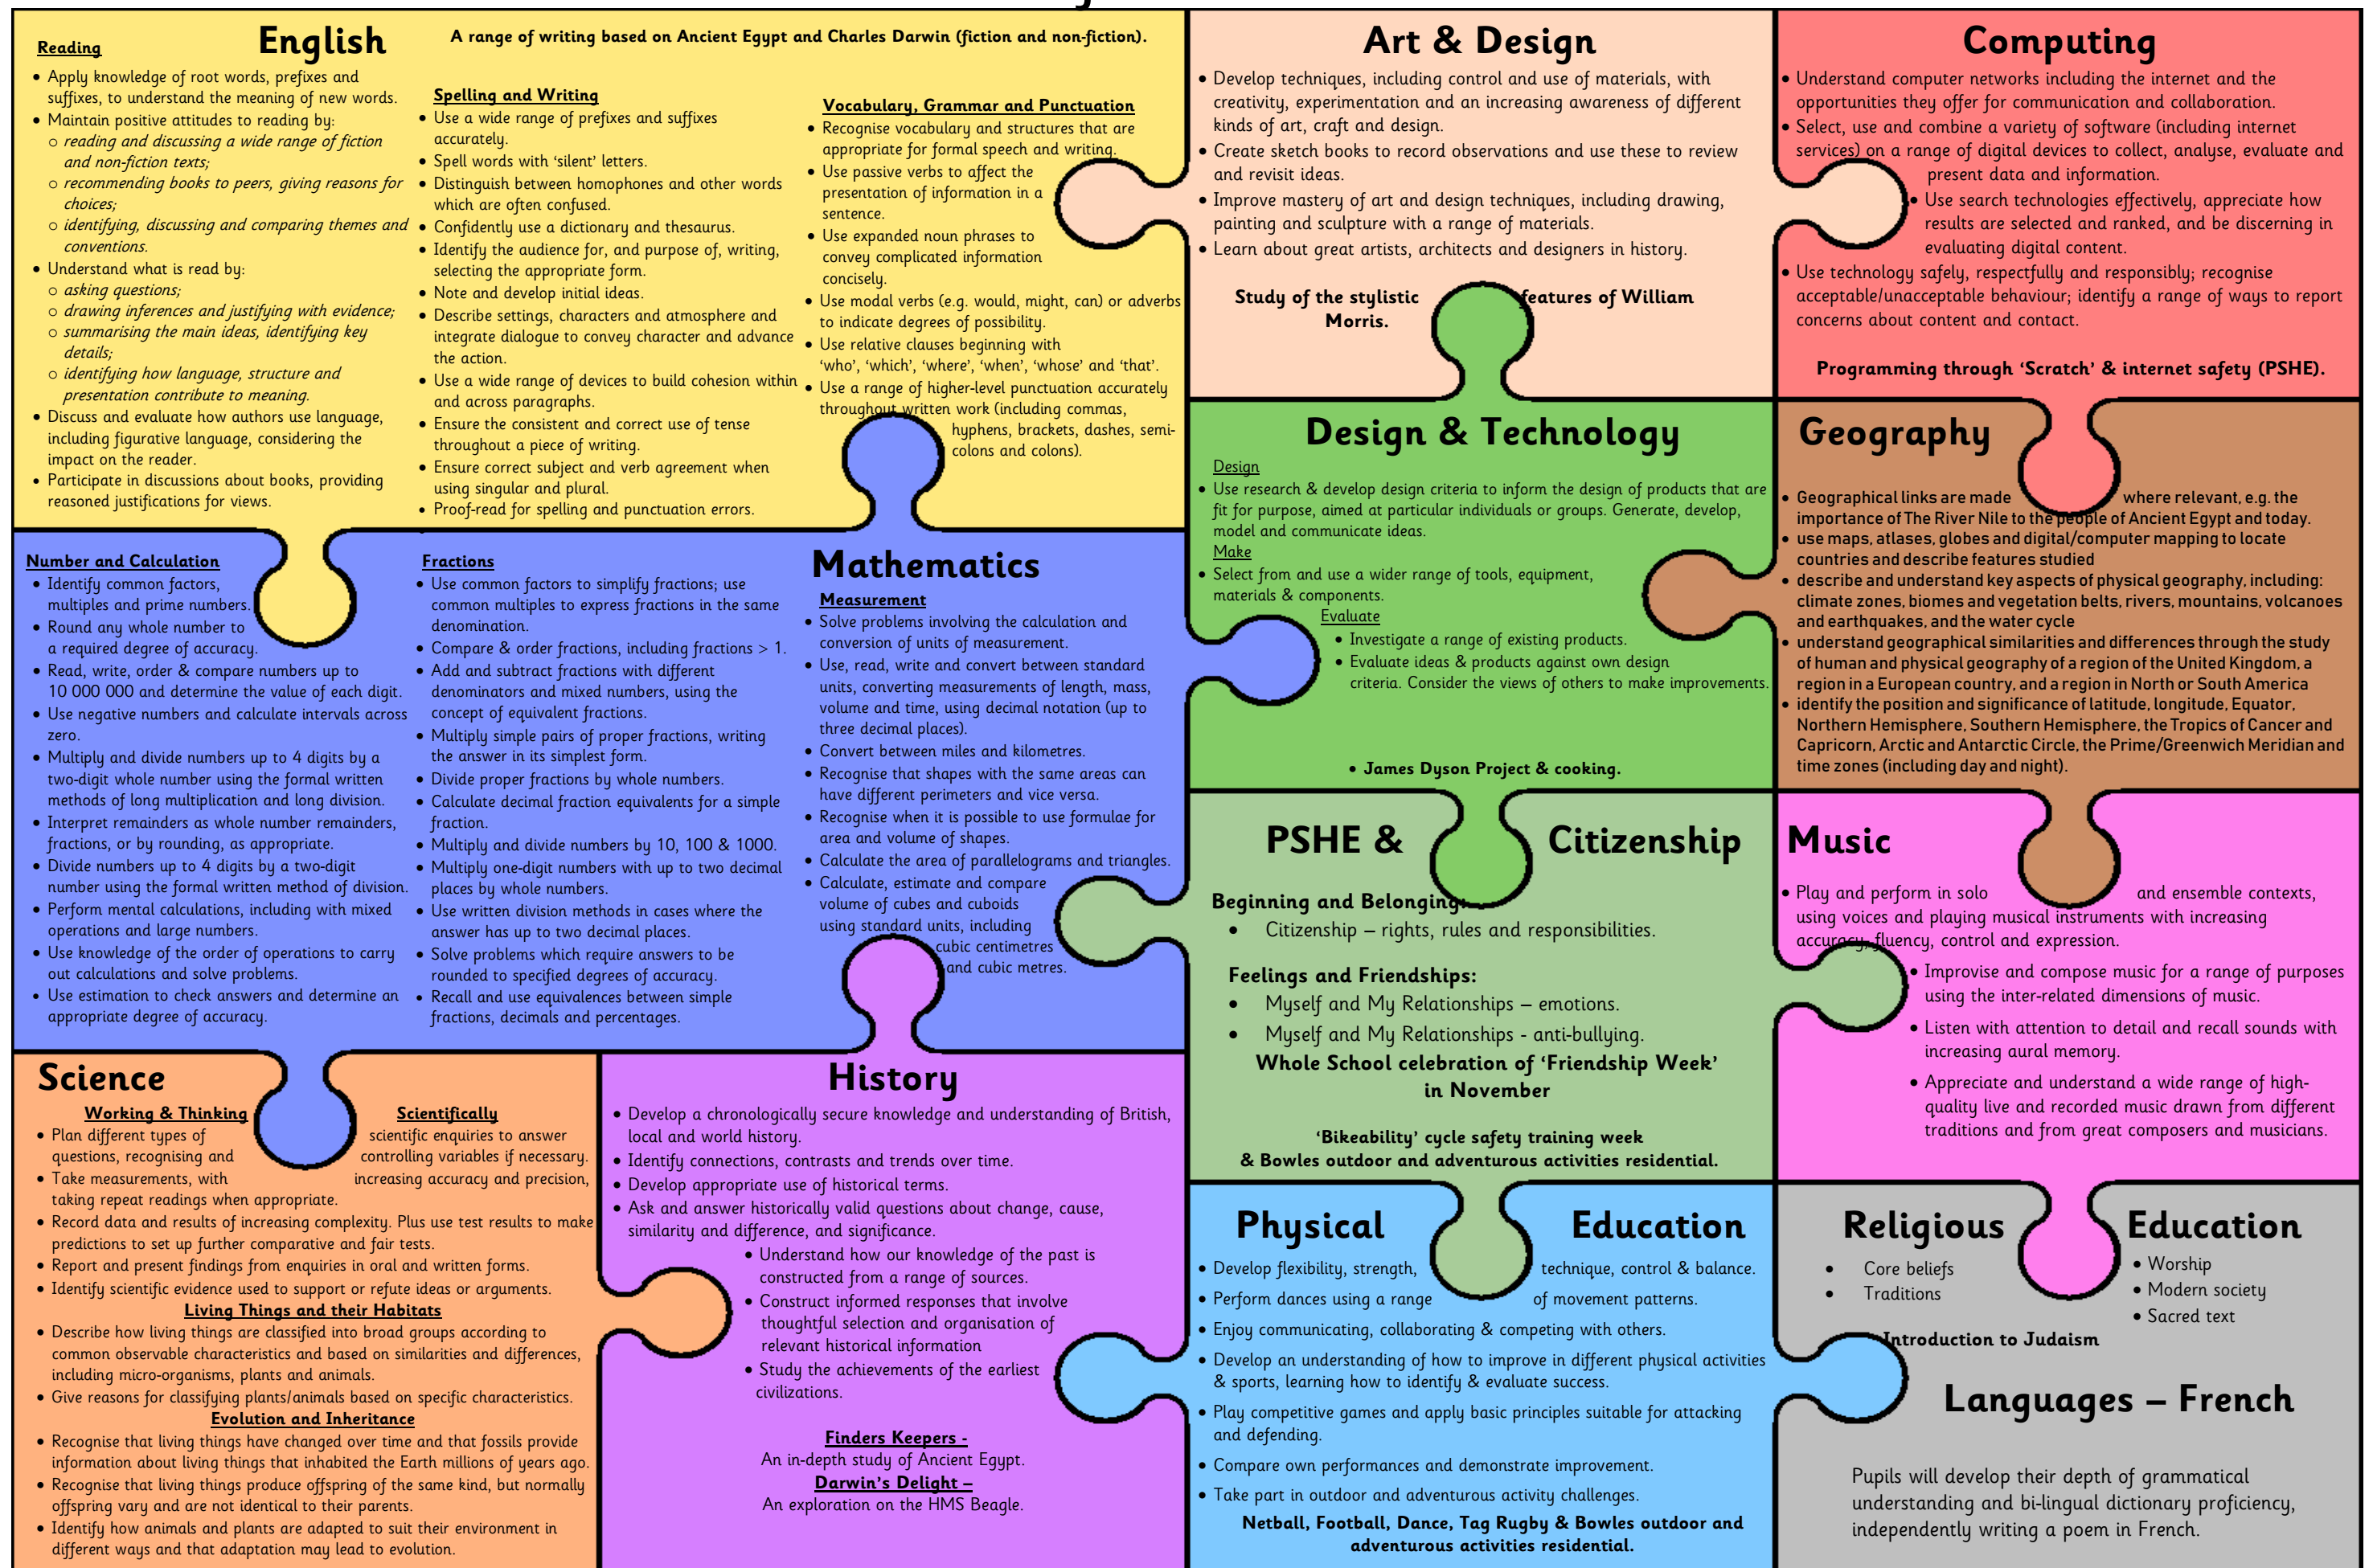 English
A range of writing based on Ancient Egypt and Charles Darwin (fiction and non-fiction).
Reading
• Apply knowledge of root words, prefixes and
suffixes, to understand the meaning of new words.
• Maintain positive attitudes to reading by:
o reading and discussing a wide range of fiction
and non-fiction texts;
o recommending books to peers, giving reasons for
choices;
o identifying, discussing and comparing themes and
conventions.
• Understand what is read by:
o asking questions;
o drawing inferences and justifying with evidence;
o summarising the main ideas, identifying key
details;
o identifying how language, structure and
presentation contribute to meaning.
• Discuss and evaluate how authors use language,
including figurative language, considering the
impact on the reader.
• Participate in discussions about books, providing
reasoned justifications for views.
Spelling and Writing
• Use a wide range of prefixes and suffixes
accurately.
• Spell words with ‘silent’ letters.
• Distinguish between homophones and other words
which are often confused.
• Confidently use a dictionary and thesaurus.
• Identify the audience for, and purpose of, writing,
selecting the appropriate form.
• Note and develop initial ideas.
• Describe settings, characters and atmosphere and
integrate dialogue to convey character and advance
the action.
• Use a wide range of devices to build cohesion within
and across paragraphs.
• Ensure the consistent and correct use of tense
throughout a piece of writing.
• Ensure correct subject and verb agreement when
using singular and plural.
• Proof-read for spelling and punctuation errors.
Vocabulary, Grammar and Punctuation
• Recognise vocabulary and structures that are
appropriate for formal speech and writing.
• Use passive verbs to affect the
presentation of information in a
sentence.
• Use expanded noun phrases to
convey complicated information
concisely.
• Use modal verbs (e.g. would, might, can) or adverbs
to indicate degrees of possibility.
• Use relative clauses beginning with
‘who’, ‘which’, ‘where’, ‘when’, ‘whose’ and ‘that’.
• Use a range of higher-level punctuation accurately
throughout written work (including commas,
hyphens, brackets, dashes, semi-
colons and colons).
Art & Design
• Develop techniques, including control and use of materials, with
creativity, experimentation and an increasing awareness of different
kinds of art, craft and design.
• Create sketch books to record observations and use these to review
and revisit ideas.
• Improve mastery of art and design techniques, including drawing,
painting and sculpture with a range of materials.
• Learn about great artists, architects and designers in history.
Study of the stylistic features of William
Morris.
Computing
• Understand computer networks including the internet and the
opportunities they offer for communication and collaboration.
• Select, use and combine a variety of software (including internet
services) on a range of digital devices to collect, analyse, evaluate and
present data and information.
• Use search technologies effectively, appreciate how
results are selected and ranked, and be discerning in
evaluating digital content.
• Use technology safely, respectfully and responsibly; recognise
acceptable/unacceptable behaviour; identify a range of ways to report
concerns about content and contact.
Programming through ‘Scratch’ & internet safety (PSHE).
Mathematics
Number and Calculation
• Identify common factors,
multiples and prime numbers.
• Round any whole number to
a required degree of accuracy.
• Read, write, order & compare numbers up to
10 000 000 and determine the value of each digit.
• Use negative numbers and calculate intervals across
zero.
• Multiply and divide numbers up to 4 digits by a
two-digit whole number using the formal written
methods of long multiplication and long division.
• Interpret remainders as whole number remainders,
fractions, or by rounding, as appropriate.
• Divide numbers up to 4 digits by a two-digit
number using the formal written method of division.
• Perform mental calculations, including with mixed
operations and large numbers.
• Use knowledge of the order of operations to carry
out calculations and solve problems.
• Use estimation to check answers and determine an
appropriate degree of accuracy.
Fractions
• Use common factors to simplify fractions; use
common multiples to express fractions in the same
denomination.
• Compare & order fractions, including fractions > 1.
• Add and subtract fractions with different
denominators and mixed numbers, using the
concept of equivalent fractions.
• Multiply simple pairs of proper fractions, writing
the answer in its simplest form.
• Divide proper fractions by whole numbers.
• Calculate decimal fraction equivalents for a simple
fraction.
• Multiply and divide numbers by 10, 100 & 1000.
• Multiply one-digit numbers with up to two decimal
places by whole numbers.
• Use written division methods in cases where the
answer has up to two decimal places.
• Solve problems which require answers to be
rounded to specified degrees of accuracy.
• Recall and use equivalences between simple
fractions, decimals and percentages.
Measurement
• Solve problems involving the calculation and
conversion of units of measurement.
• Use, read, write and convert between standard
units, converting measurements of length, mass,
volume and time, using decimal notation (up to
three decimal places).
• Convert between miles and kilometres.
• Recognise that shapes with the same areas can
have different perimeters and vice versa.
• Recognise when it is possible to use formulae for
area and volume of shapes.
• Calculate the area of parallelograms and triangles.
• Calculate, estimate and compare
volume of cubes and cuboids
using standard units, including
cubic centimetres
and cubic metres.
Design & Technology
Design
• Use research & develop design criteria to inform the design of products that are
fit for purpose, aimed at particular individuals or groups. Generate, develop,
model and communicate ideas.
Make
• Select from and use a wider range of tools, equipment,
materials & components.
Evaluate
• Investigate a range of existing products.
• Evaluate ideas & products against own design
criteria. Consider the views of others to make improvements.
• James Dyson Project & cooking.
Geography
• Geographical links are made where relevant, e.g. the
importance of The River Nile to the people of Ancient Egypt and today.
• use maps, atlases, globes and digital/computer mapping to locate
countries and describe features studied
• describe and understand key aspects of physical geography, including:
climate zones, biomes and vegetation belts, rivers, mountains, volcanoes
and earthquakes, and the water cycle
• understand geographical similarities and differences through the study
of human and physical geography of a region of the United Kingdom, a
region in a European country, and a region in North or South America
• identify the position and significance of latitude, longitude, Equator,
Northern Hemisphere, Southern Hemisphere, the Tropics of Cancer and
Capricorn, Arctic and Antarctic Circle, the Prime/Greenwich Meridian and
time zones (including day and night).
PSHE & Citizenship
Beginning and Belonging
• Citizenship – rights, rules and responsibilities.
Feelings and Friendships:
• Myself and My Relationships – emotions.
• Myself and My Relationships - anti-bullying.
Whole School celebration of ‘Friendship Week’
in November
‘Bikeability’ cycle safety training week
& Bowles outdoor and adventurous activities residential.
Music
• Play and perform in solo and ensemble contexts,
using voices and playing musical instruments with increasing
accuracy, fluency, control and expression.
• Improvise and compose music for a range of purposes
using the inter-related dimensions of music.
• Listen with attention to detail and recall sounds with
increasing aural memory.
• Appreciate and understand a wide range of high-
quality live and recorded music drawn from different
traditions and from great composers and musicians.
Science
Working & Thinking Scientifically
• Plan different types of scientific enquiries to answer
questions, recognising and controlling variables if necessary.
• Take measurements, with increasing accuracy and precision,
taking repeat readings when appropriate.
• Record data and results of increasing complexity. Plus use test results to make
predictions to set up further comparative and fair tests.
• Report and present findings from enquiries in oral and written forms.
• Identify scientific evidence used to support or refute ideas or arguments.
Living Things and their Habitats
• Describe how living things are classified into broad groups according to
common observable characteristics and based on similarities and differences,
including micro-organisms, plants and animals.
• Give reasons for classifying plants/animals based on specific characteristics.
Evolution and Inheritance
• Recognise that living things have changed over time and that fossils provide
information about living things that inhabited the Earth millions of years ago.
• Recognise that living things produce offspring of the same kind, but normally
offspring vary and are not identical to their parents.
• Identify how animals and plants are adapted to suit their environment in
different ways and that adaptation may lead to evolution.
History
• Develop a chronologically secure knowledge and understanding of British,
local and world history.
• Identify connections, contrasts and trends over time.
• Develop appropriate use of historical terms.
• Ask and answer historically valid questions about change, cause,
similarity and difference, and significance.
• Understand how our knowledge of the past is
constructed from a range of sources.
• Construct informed responses that involve
thoughtful selection and organisation of
relevant historical information
• Study the achievements of the earliest
civilizations.
Finders Keepers -
An in-depth study of Ancient Egypt.
Darwin’s Delight –
An exploration on the HMS Beagle.
Physical Education
• Develop flexibility, strength, technique, control & balance.
• Perform dances using a range of movement patterns.
• Enjoy communicating, collaborating & competing with others.
• Develop an understanding of how to improve in different physical activities
& sports, learning how to identify & evaluate success.
• Play competitive games and apply basic principles suitable for attacking
and defending.
• Compare own performances and demonstrate improvement.
• Take part in outdoor and adventurous activity challenges.
Netball, Football, Dance, Tag Rugby & Bowles outdoor and
adventurous activities residential.
Religious Education
• Core beliefs
• Traditions
• Worship
• Modern society
• Sacred text
Introduction to Judaism
Languages – French
Pupils will develop their depth of grammatical
understanding and bi-lingual dictionary proficiency,
independently writing a poem in French.